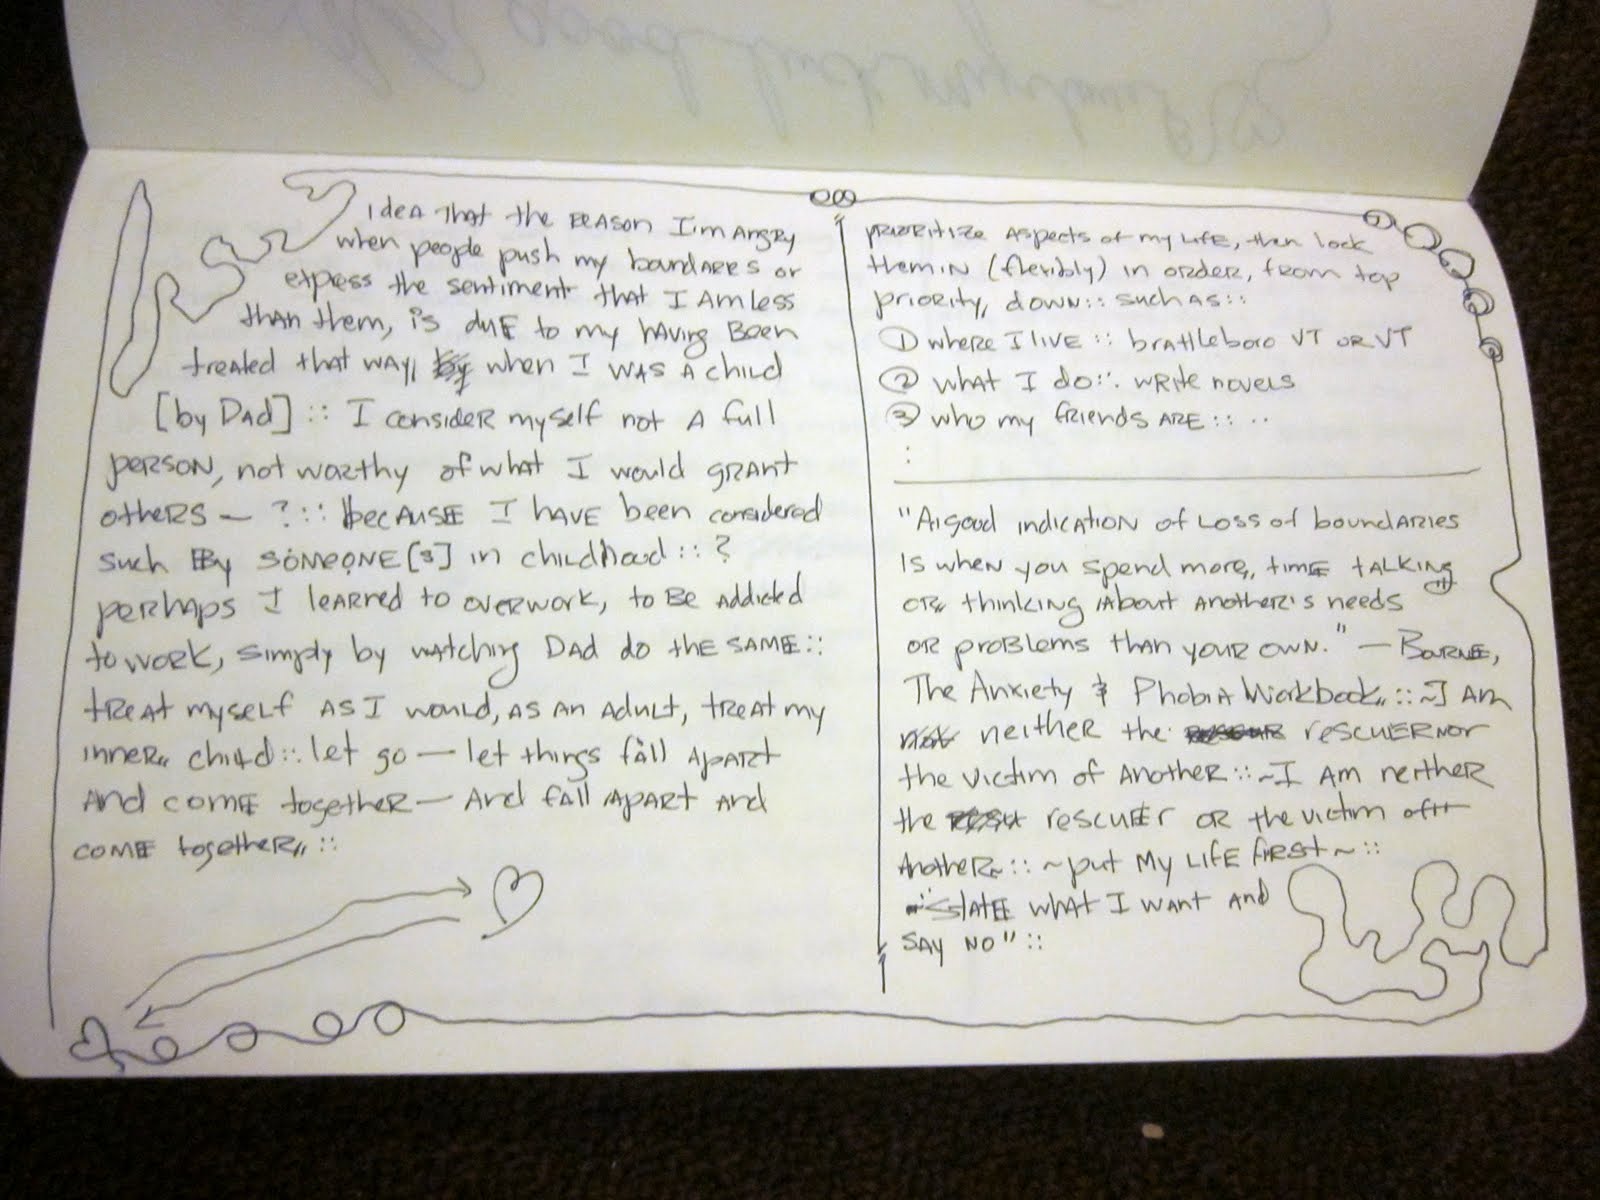 Idea that the reason I'm angry
when people push my boundares or
express the sentiment that I am less
than them, is due to my having been
treated that way, by when I was a child
[by Dad] :: I consider myself not a full
person, not worthy of what I would grant
others — ? :: because I have been considered
such By someone[s] in childhood :: ?
perhaps I learned to overwork, to be addicted
to work, simply by watching Dad do the same ::
treat myself as I would, as an adult, treat my
inner,, child :: let go — let things fall apart
and come together — and fall apart and
come together,, ::
prioritize aspects of my life, then lock
them in (flexibly) in order, from top
priority, down :: such as ::
① where I live :: brattleboro VT or VT
② what I do :: write novels
③ who my friends are :: ..
:
"A good indication of loss of boundaries
is when you spend more,, time talking
or,, thinking about another's needs
or problems than your own." — Bourne,
The Anxiety & Phobia Workbook,, :: ~I am
not neither the rescuer nor
the victim of another :: ~I am neither
the rescuer or the victim of
another~ :: ~put my life first~ ::
:: state what I want and
say no" ::